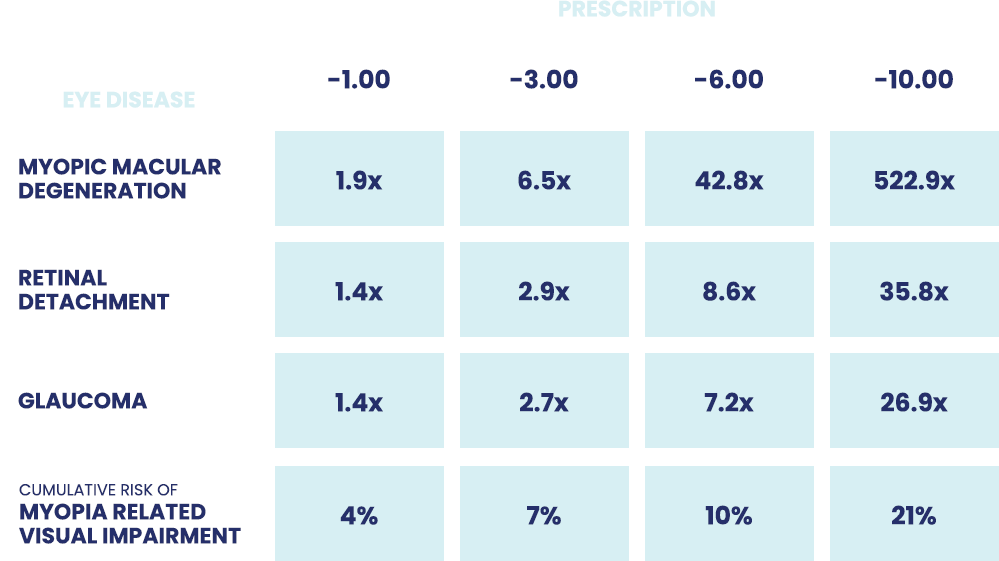 PRESCRIPTION
-1.00 -3.00 -6.00 -10.00
EYE DISEASE
MYOPIC MACULAR
DEGENERATION
1.9x 6.5x 42.8x 522.9x
RETINAL
DETACHMENT
1.4x 2.9x 8.6x 35.8x
GLAUCOMA 1.4x 2.7x 7.2x 26.9x
CUMULATIVE RISK OF
MYOPIA RELATED
VISUAL IMPAIRMENT
4% 7% 10% 21%